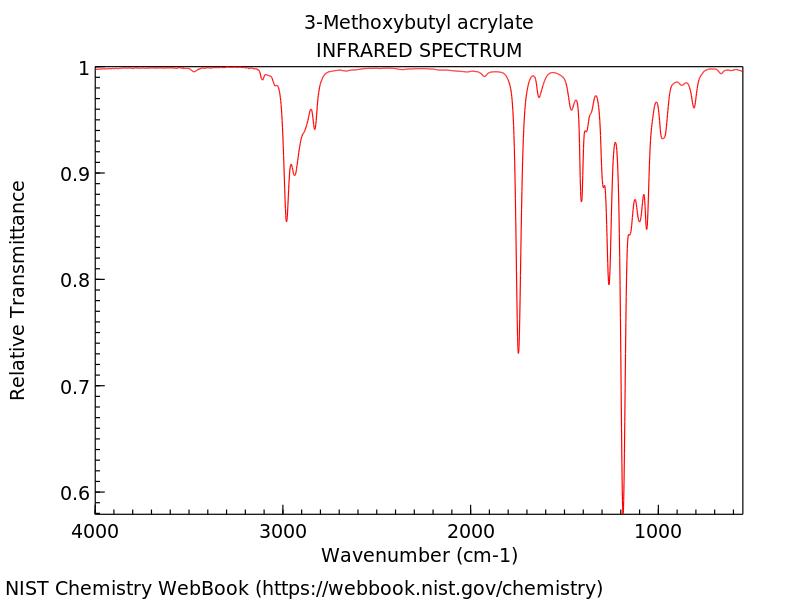 3-Methoxybutyl acrylate
INFRARED SPECTRUM
1
0.9
0.8
0.7
0.6
Relative Transmittance
4000 3000 2000 1000
Wavenumber (cm-1)
NIST Chemistry WebBook (https://webbook.nist.gov/chemistry)